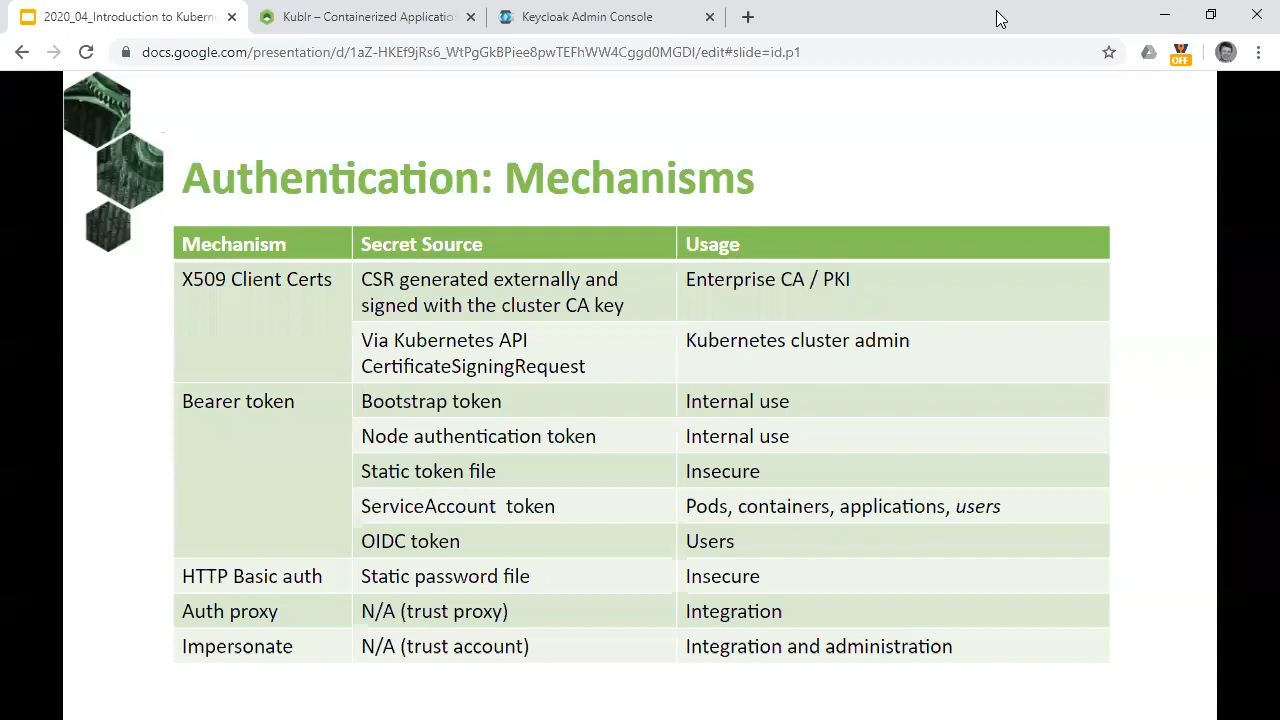 2020_04_Introduction to Kuberne
Kublr – Containerized Application
Keycloak Admin Console
docs.google.com/presentation/d/1aZ-HKEf9jRs6_WtPqGkBPiee8pwTEFhWW4Cggd0MGDI/edit#slide=id.p1
OFF
Authentication: Mechanisms
Mechanism Secret Source Usage
X509 Client Certs CSR generated externally and Enterprise CA / PKI
signed with the cluster CA key
Via Kubernetes API Kubernetes cluster admin
CertificateSigningRequest
Bearer token Bootstrap token Internal use
Node authentication token Internal use
Static token file Insecure
ServiceAccount token Pods, containers, applications, users
OIDC token Users
HTTP Basic auth Static password file Insecure
Auth proxy N/A (trust proxy) Integration
Impersonate N/A (trust account) Integration and administration